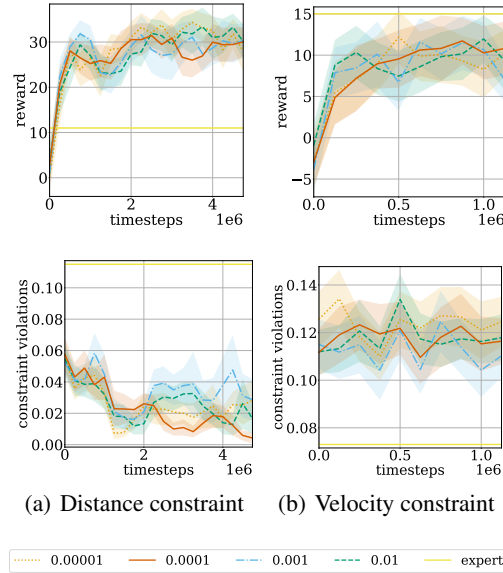 reward
30
20
10
0
0
2
4
timesteps
1e6
reward
15
10
5
0
−5
0.0
0.5
1.0
timesteps
1e6
constraint violations
0.10
0.08
0.06
0.04
0.02
0.00
0
2
4
timesteps
1e6
constraint violations
0.14
0.12
0.10
0.08
0.0
0.5
1.0
timesteps
1e6
(a) Distance constraint (b) Velocity constraint
0.00001 0.0001 0.001 0.01 expert